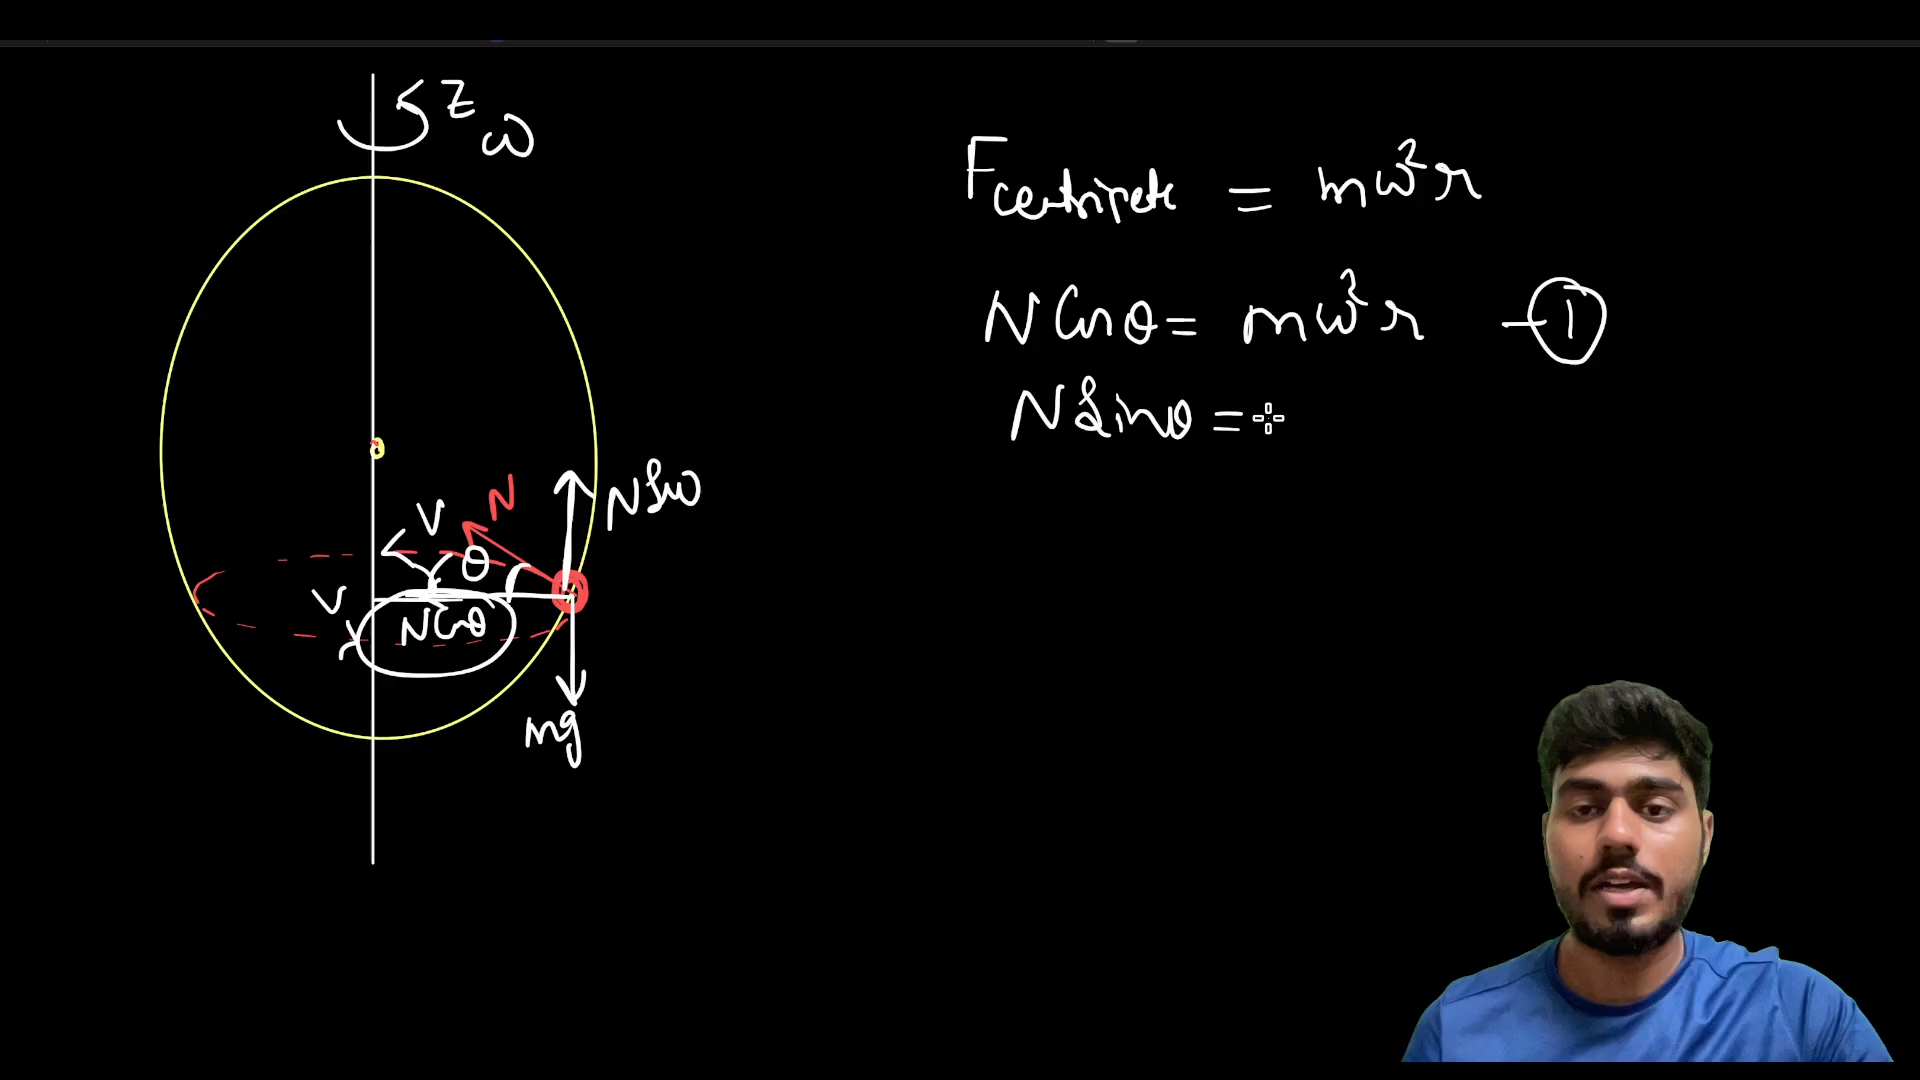 Z
ω
F centripetal = mω²r
N Cosθ = mω²r - ①
N Sinθ =
N
V
N Sinθ
θ
V
N Cosθ
mg